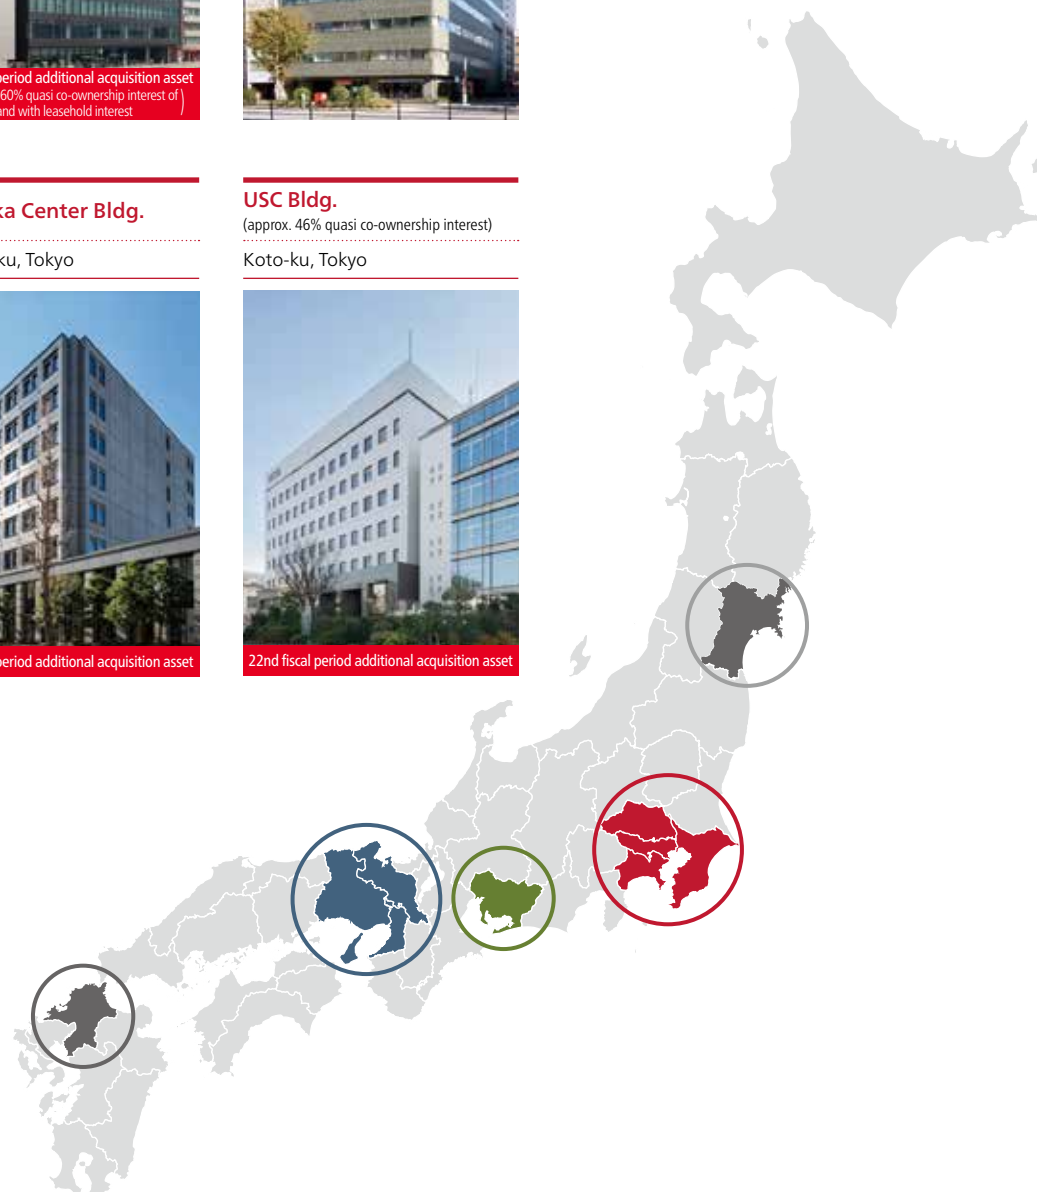 period additional acquisition asset
60% quasi co-ownership interest of
and with leasehold interest
Center Bldg.
ku, Tokyo
period additional acquisition asset
USC Bldg.
(approx. 46% quasi co-ownership interest)
Koto-ku, Tokyo
22nd fiscal period additional acquisition asset